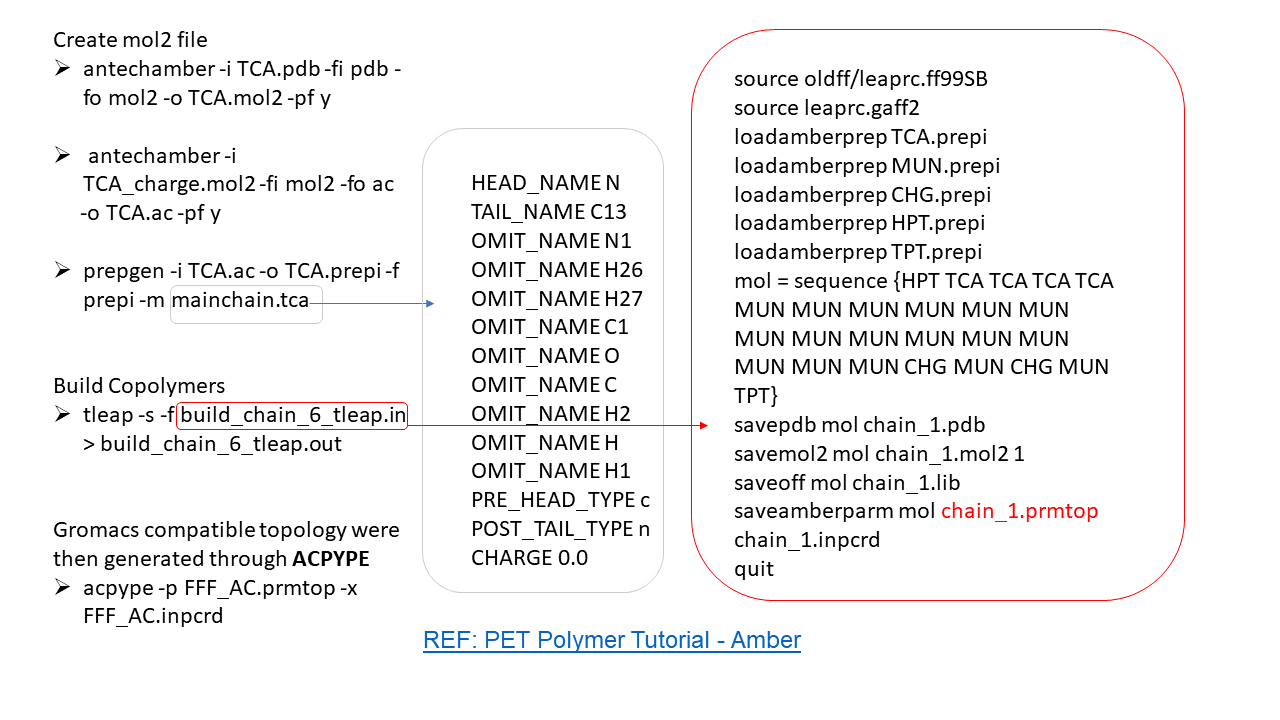 Create mol2 file
➢ antechamber -i TCA.pdb -fi pdb -
fo mol2 -o TCA.mol2 -pf y
➢ antechamber -i
TCA_charge.mol2 -fi mol2 -fo ac
-o TCA.ac -pf y
➢ prepgen -i TCA.ac -o TCA.prepi -f
prepi -m mainchain.tca
Build Copolymers
➢ tleap -s -f build_chain_6_tleap.in
> build_chain_6_tleap.out
Gromacs compatible topology were
then generated through ACPYPE
➢ acpype -p FFF_AC.prmtop -x
FFF_AC.inpcrd
HEAD_NAME N
TAIL_NAME C13
OMIT_NAME N1
OMIT_NAME H26
OMIT_NAME H27
OMIT_NAME C1
OMIT_NAME O
OMIT_NAME C
OMIT_NAME H2
OMIT_NAME H
OMIT_NAME H1
PRE_HEAD_TYPE c
POST_TAIL_TYPE n
CHARGE 0.0
source oldff/leaprc.ff99SB
source leaprc.gaff2
loadamberprep TCA.prepi
loadamberprep MUN.prepi
loadamberprep CHG.prepi
loadamberprep HPT.prepi
loadamberprep TPT.prepi
mol = sequence {HPT TCA TCA TCA TCA
MUN MUN MUN MUN MUN MUN
MUN MUN MUN MUN MUN MUN
MUN MUN MUN CHG MUN CHG MUN
TPT}
savepdb mol chain_1.pdb
savemol2 mol chain_1.mol2 1
saveoff mol chain_1.lib
saveamberparm mol chain_1.prmtop
chain_1.inpcrd
quit
REF: PET Polymer Tutorial - Amber